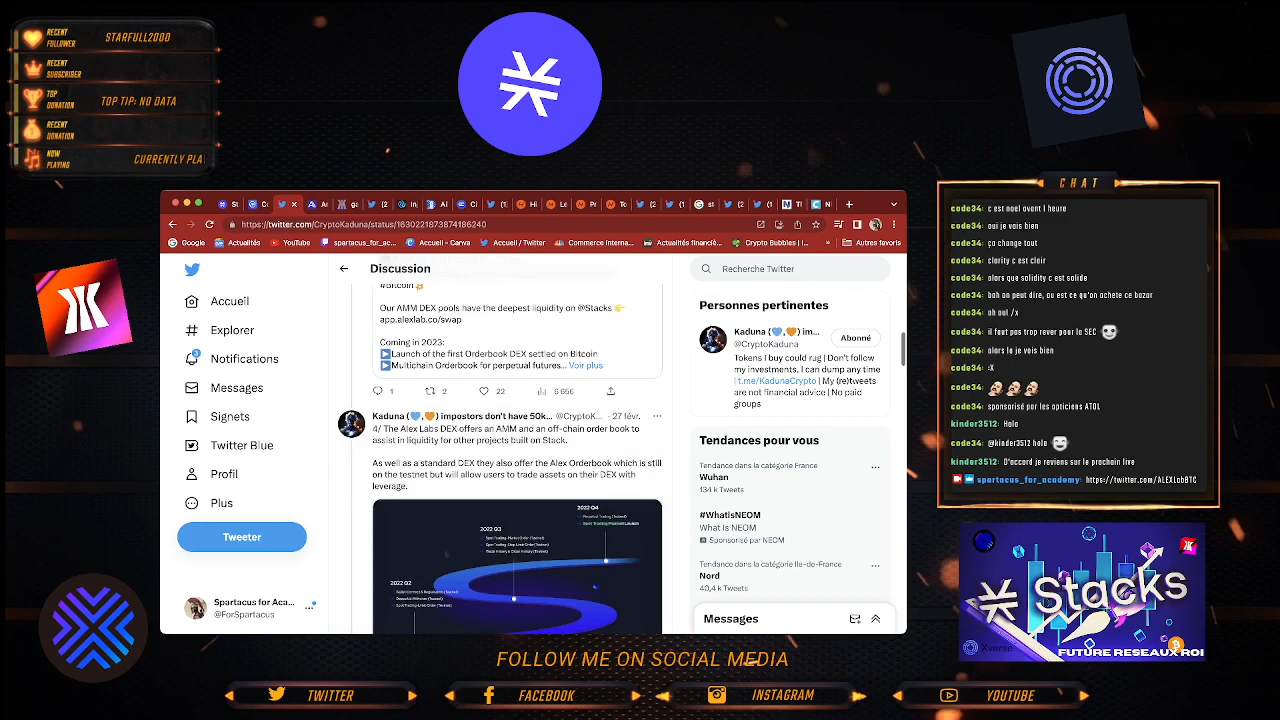 RECENT
FOLLOWER
STARFULL2000
RECENT
SUBSCRIBER
TOP
DONATION
TOP TIP: NO DATA
RECENT
DONATION
NOW
PLAYING
CURRENTLY PLA
https://twitter.com/CryptoKaduna/status/1630221873874186240
Google
Actualités
YouTube
spartacus_for_ac...
Accueil – Canva
Accueil / Twitter
Commerce Interna...
Actualités financiè...
Crypto Bubbles | I...
»
Autres favoris
Accueil
Explorer
Notifications
Messages
Signets
Twitter Blue
Profil
Plus
Tweeter
Spartacus for Aca...
@ForSpartacus
Discussion
#Bitcoin
Our AMM DEX pools have the deepest liquidity on @Stacks 👉
app.alexlab.co/swap
Coming in 2023:
▶Launch of the first Orderbook DEX settled on Bitcoin
▶Multichain Orderbook for perpetual futures... Voir plus
1
2
22
6 656
Kaduna (💙,🧡) impostors don't have 50k... @CryptoK... · 27 févr.
4/ The Alex Labs DEX offers an AMM and an off-chain order book to
assist in liquidity for other projects built on Stack.
As well as a standard DEX they also offer the Alex Orderbook which is still
on the testnet but will allow users to trade assets on their DEX with
leverage.
2022 Q4
2022 Q3
2022 Q2
Recherche Twitter
Personnes pertinentes
Kaduna (💙,🧡) im...
@CryptoKaduna
Abonné
Tokens I buy could rug | Don't follow
my investments, I can dump any time
| t.me/KadunaCrypto | My (re)tweets
are not financial advice | No paid
groups
Tendances pour vous
Tendance dans la catégorie France
Wuhan
134 k Tweets
#WhatisNEOM
What Is NEOM
Sponsorisé par NEOM
Tendance dans la catégorie Ile-de-France
Nord
40,4 k Tweets
Messages
CHAT
code34: c est noel avant l heure
code34: oui je vois bien
code34: ça change tout
code34: clarity c est clair
code34: alors que solidity c est solide
code34: bah on peut dire, ou est ce qu'on achete ce bazar
code34: ah oui /x
code34: il faut pas trop rever pour la SEC
code34: alors la je vois bien
code34: :X
code34:
code34: sponsorisé par les opticiens ATOL
kinder3512: Hola
code34: @kinder3512 hola
kinder3512: D'accord je reviens sur le prochain live
spartacus_for_academy: https://twitter.com/ALEXLabBTC
Stacks
Xverse
FUTURE RESEAUX ROI
FOLLOW ME ON SOCIAL MEDIA
TWITTER
FACEBOOK
INSTAGRAM
YOUTUBE